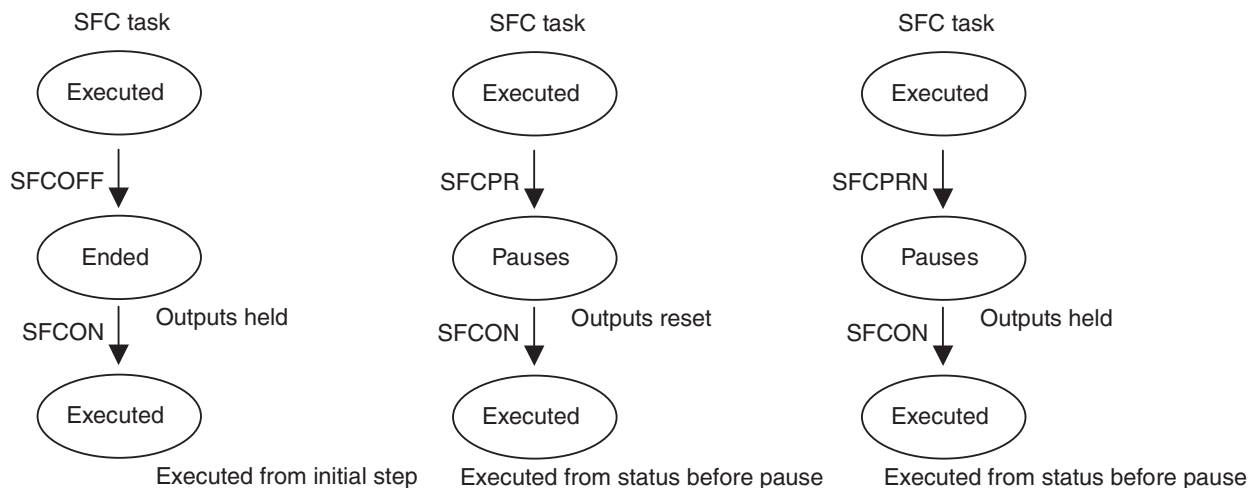 SFC task
Executed
SFCOFF
Ended
Outputs held
SFCON
Executed
Executed from initial step
SFC task
Executed
SFCPR
Pauses
Outputs reset
SFCON
Executed
Executed from status before pause
SFC task
Executed
SFCPRN
Pauses
Outputs held
SFCON
Executed
Executed from status before pause